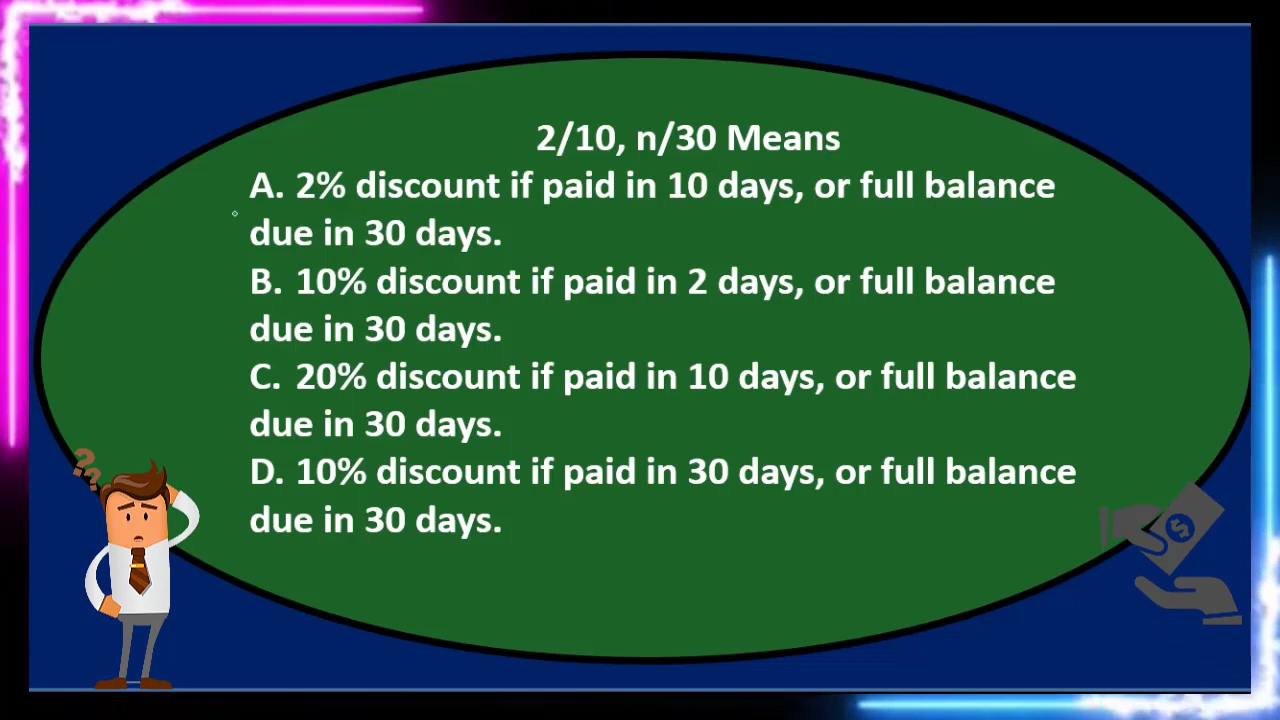 2/10, n/30 Means
A. 2% discount if paid in 10 days, or full balance
due in 30 days.
B. 10% discount if paid in 2 days, or full balance
due in 30 days.
C. 20% discount if paid in 10 days, or full balance
due in 30 days.
D. 10% discount if paid in 30 days, or full balance
due in 30 days.
??
$